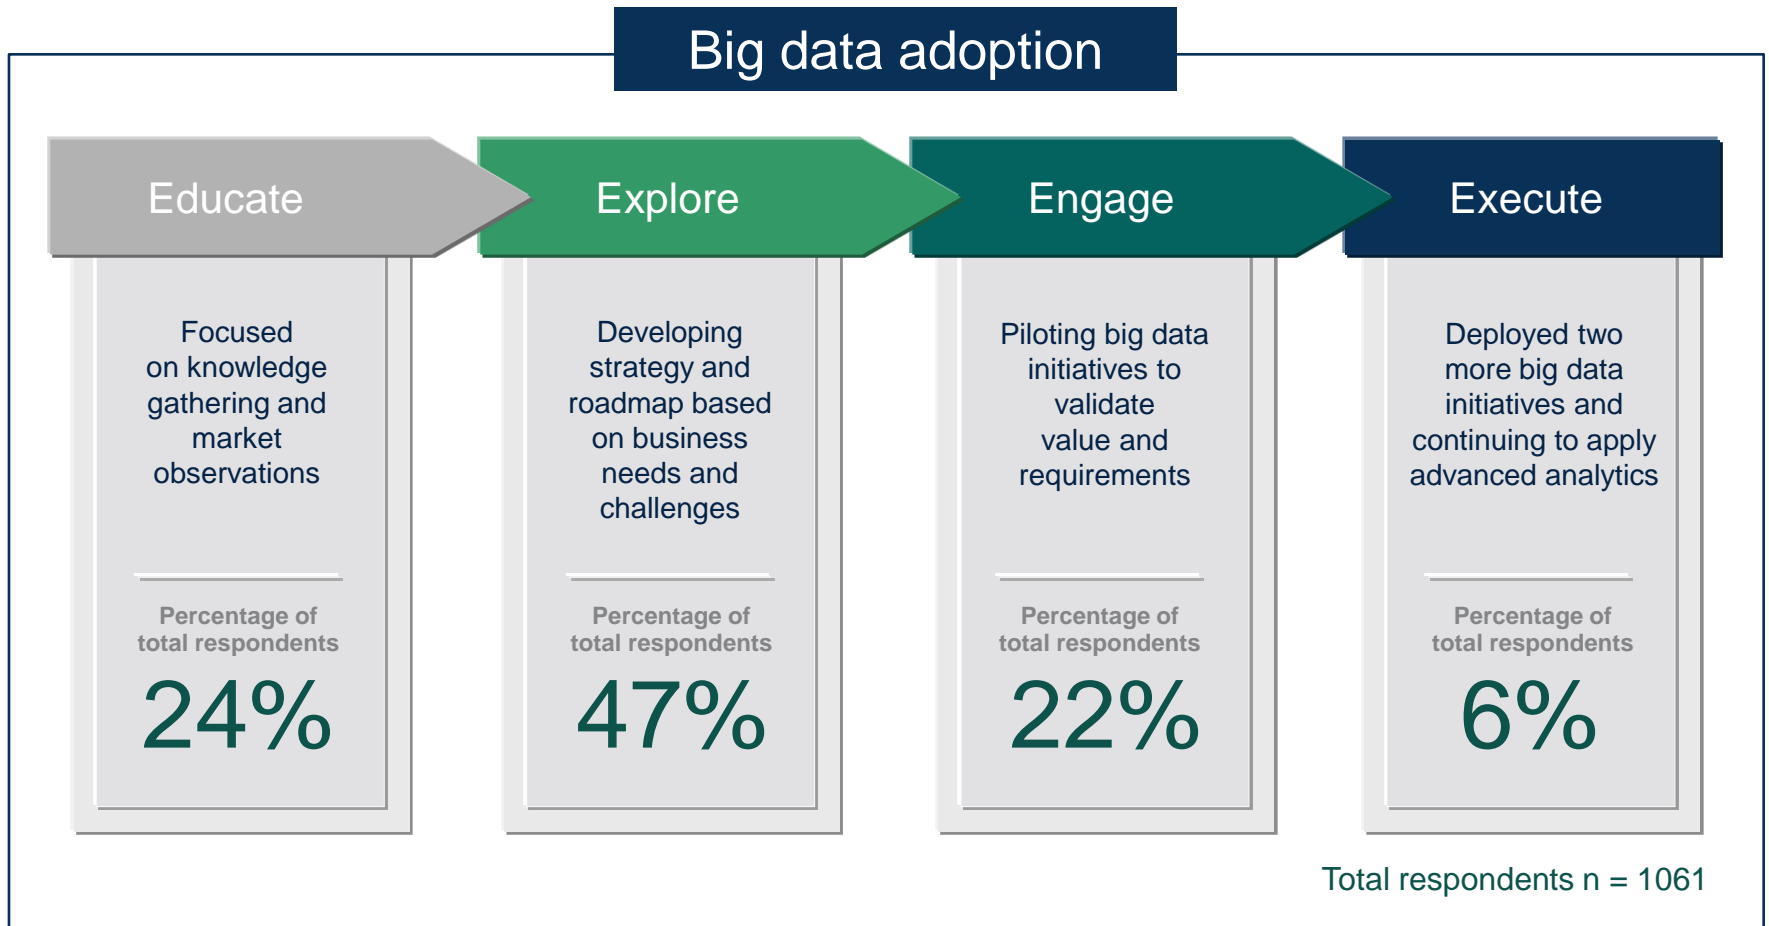 Big data adoption
Educate
Focused
on knowledge
gathering and
market
observations
Percentage of
total respondents
24%
Explore
Developing
strategy and
roadmap based
on business
needs and
challenges
Percentage of
total respondents
47%
Engage
Piloting big data
initiatives to
validate
value and
requirements
Percentage of
total respondents
22%
Execute
Deployed two
more big data
initiatives and
continuing to apply
advanced analytics
Percentage of
total respondents
6%
Total respondents n = 1061